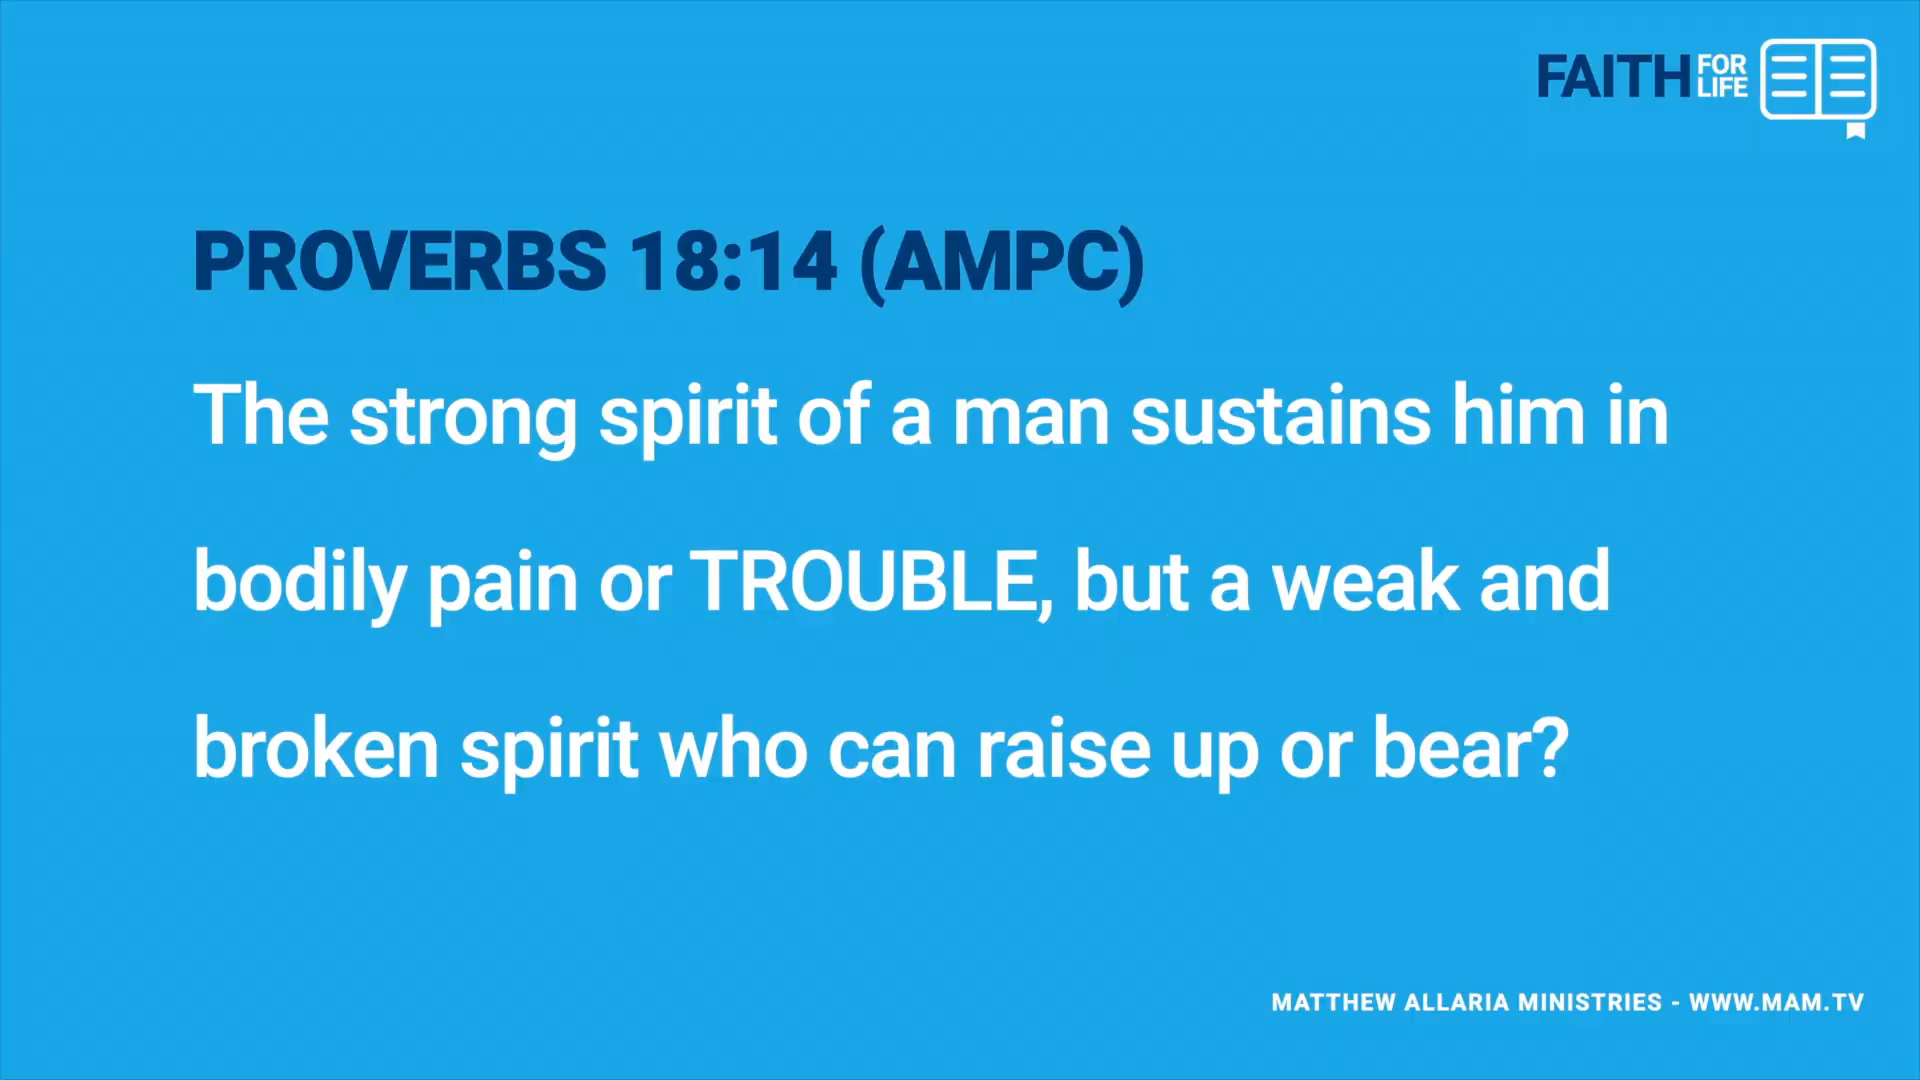 FAITH FOR LIFE
PROVERBS 18:14 (AMPC)
The strong spirit of a man sustains him in
bodily pain or TROUBLE, but a weak and
broken spirit who can raise up or bear?
MATTHEW ALLARIA MINISTRIES - WWW.MAM.TV